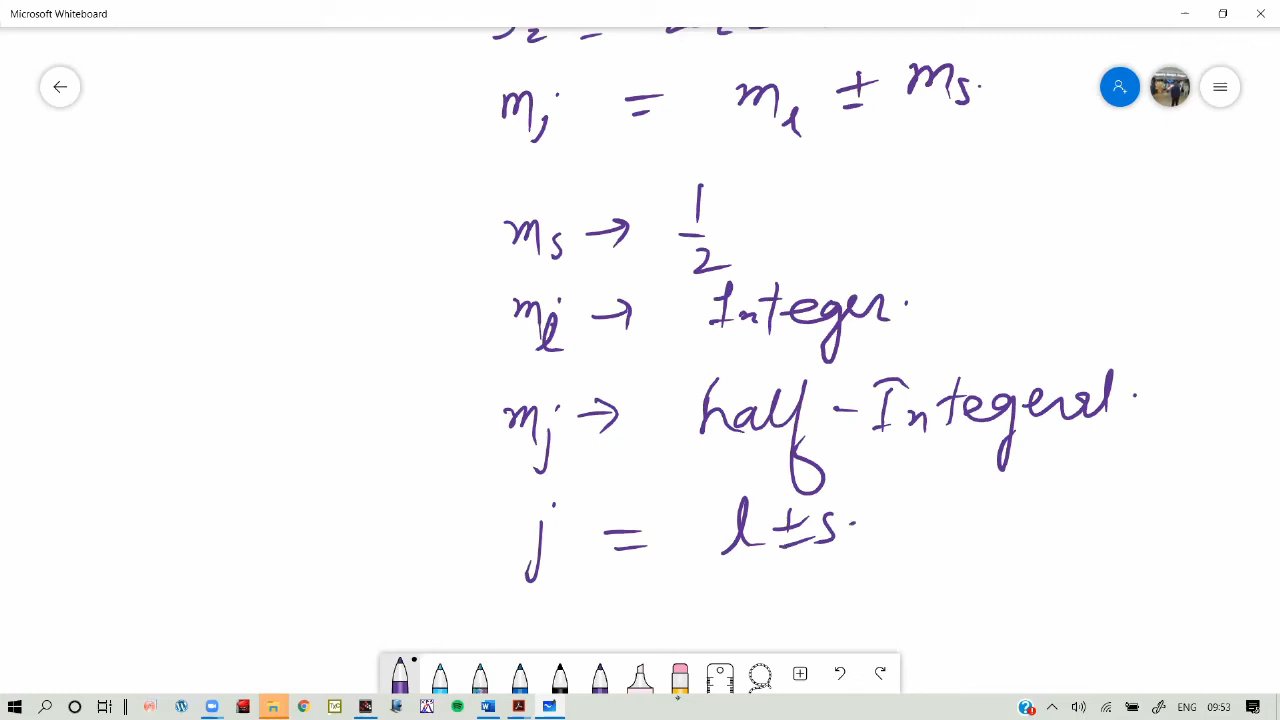 Microsoft Whiteboard
mj = ml ± ms.
ms → 1/2
ml → Integer.
mj → half - Integeral.
j = l ± s.
ENG 09:53